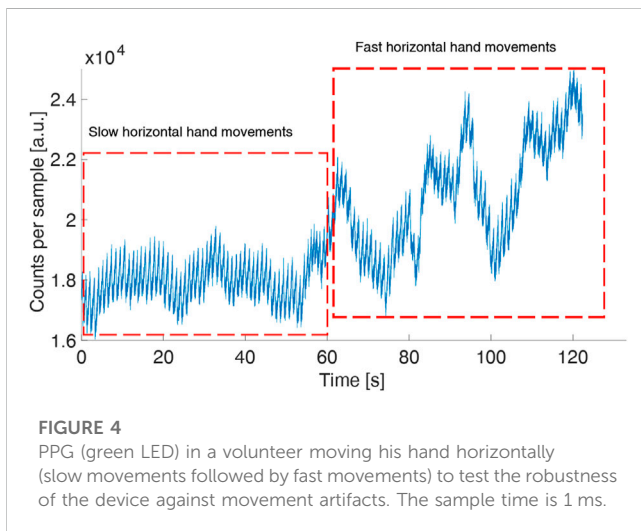 Fast horizontal hand movements
x10⁴
Slow horizontal hand movements
Counts per sample [a.u.]
2.4
2.2
2
1.8
1.6
0 20 40 60 80 100 120
Time [s]
FIGURE 4
PPG (green LED) in a volunteer moving his hand horizontally
(slow movements followed by fast movements) to test the robustness
of the device against movement artifacts. The sample time is 1 ms.